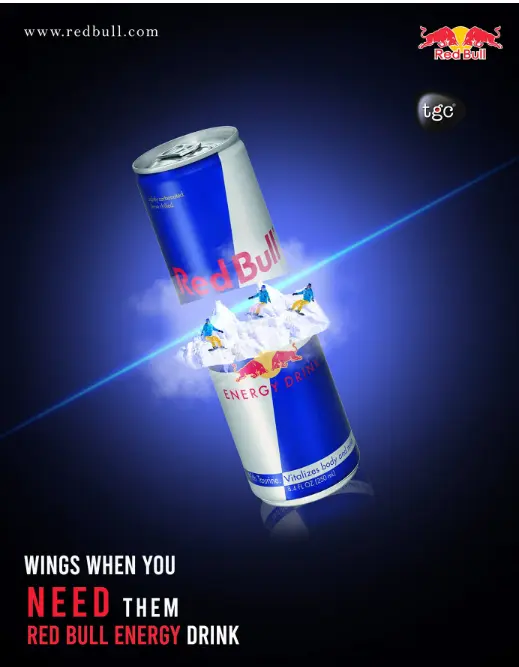 www.redbull.com
Red Bull
tgc
Red Bull
ENERGY DRINK
Taurine. Vitalizes body and
8.4 FL OZ (250 mL)
WINGS WHEN YOU
NEED THEM
RED BULL ENERGY DRINK